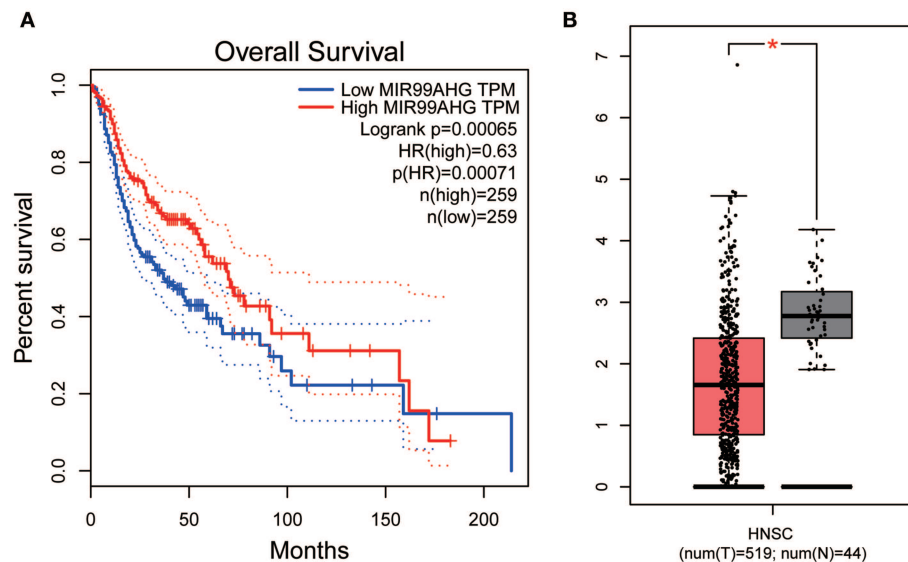 A
Overall Survival
Low MIR99AHG TPM
High MIR99AHG TPM
Logrank p=0.00065
HR(high)=0.63
p(HR)=0.00071
n(high)=259
n(low)=259
Percent survival
1.0
0.8
0.6
0.4
0.2
0.0
0 50 100 150 200
Months
B
*
7
6
5
4
3
2
1
0
HNSC
(num(T)=519; num(N)=44)